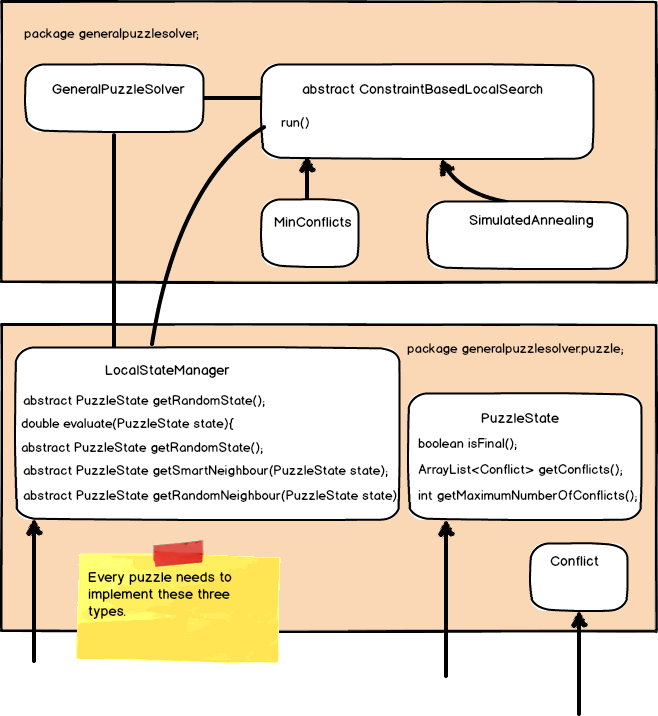 package generalpuzzlesolver;
GeneralPuzzleSolver
abstract ConstraintBasedLocalSearch
run()
MinConflicts
SimulatedAnnealing
package generalpuzzlesolver.puzzle;
LocalStateManager
abstract PuzzleState getRandomState();
double evaluate(PuzzleState state){
abstract PuzzleState getRandomState();
abstract PuzzleState getSmartNeighbour(PuzzleState state);
abstract PuzzleState getRandomNeighbour(PuzzleState state)
PuzzleState
boolean isFinal();
ArrayList<Conflict> getConflicts();
int getMaximumNumberOfConflicts();
Conflict
Every puzzle needs to
implement these three
types.